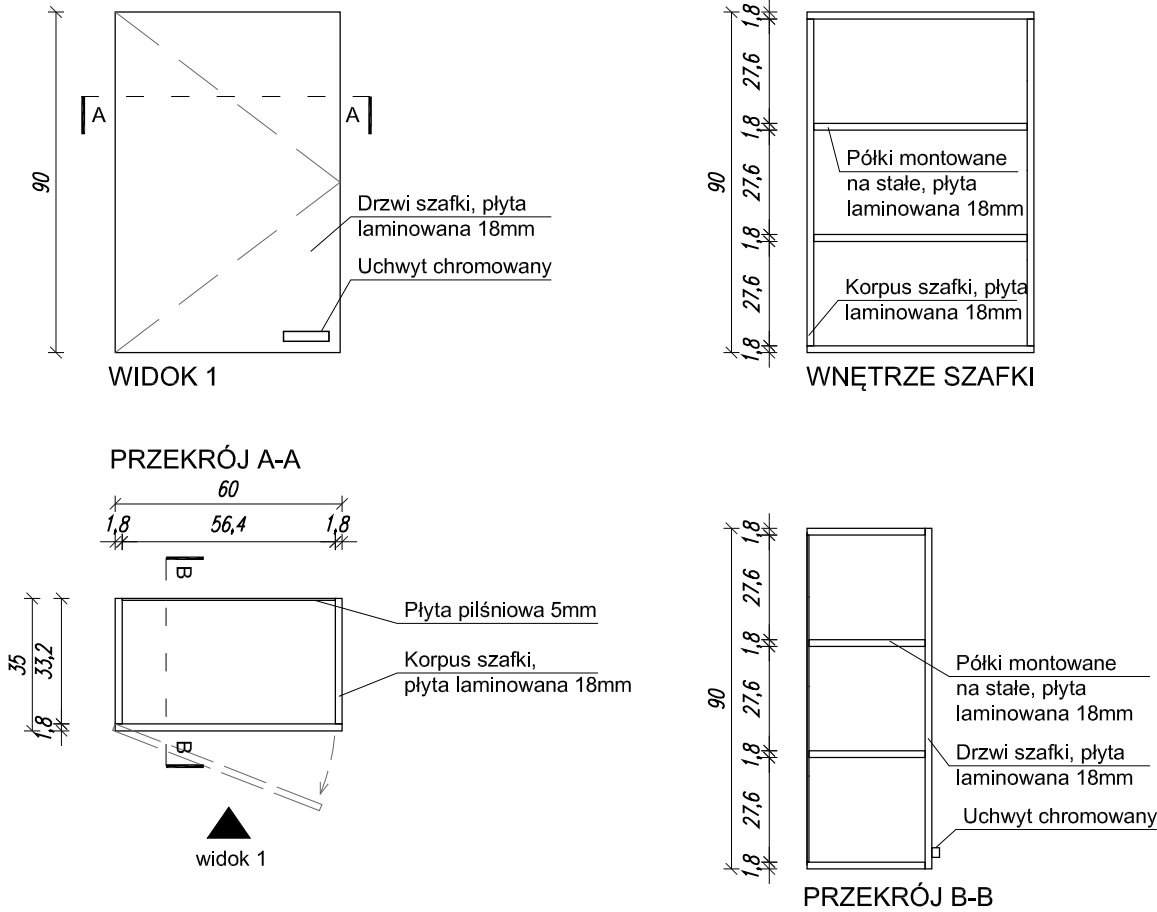 90
A
A
Drzwi szafki, płyta
laminowana 18mm
Uchwyt chromowany
WIDOK 1
90
1,8
27,6
1,8
27,6
1,8
27,6
1,8
Półki montowane
na stałe, płyta
laminowana 18mm
Korpus szafki, płyta
laminowana 18mm
WNĘTRZE SZAFKI
PRZEKRÓJ A-A
60
1,8
56,4
1,8
B
35
33,2
1,8
Płyta pilśniowa 5mm
Korpus szafki,
płyta laminowana 18mm
B
widok 1
90
1,8
27,6
1,8
27,6
1,8
27,6
1,8
Półki montowane
na stałe, płyta
laminowana 18mm
Drzwi szafki, płyta
laminowana 18mm
Uchwyt chromowany
PRZEKRÓJ B-B